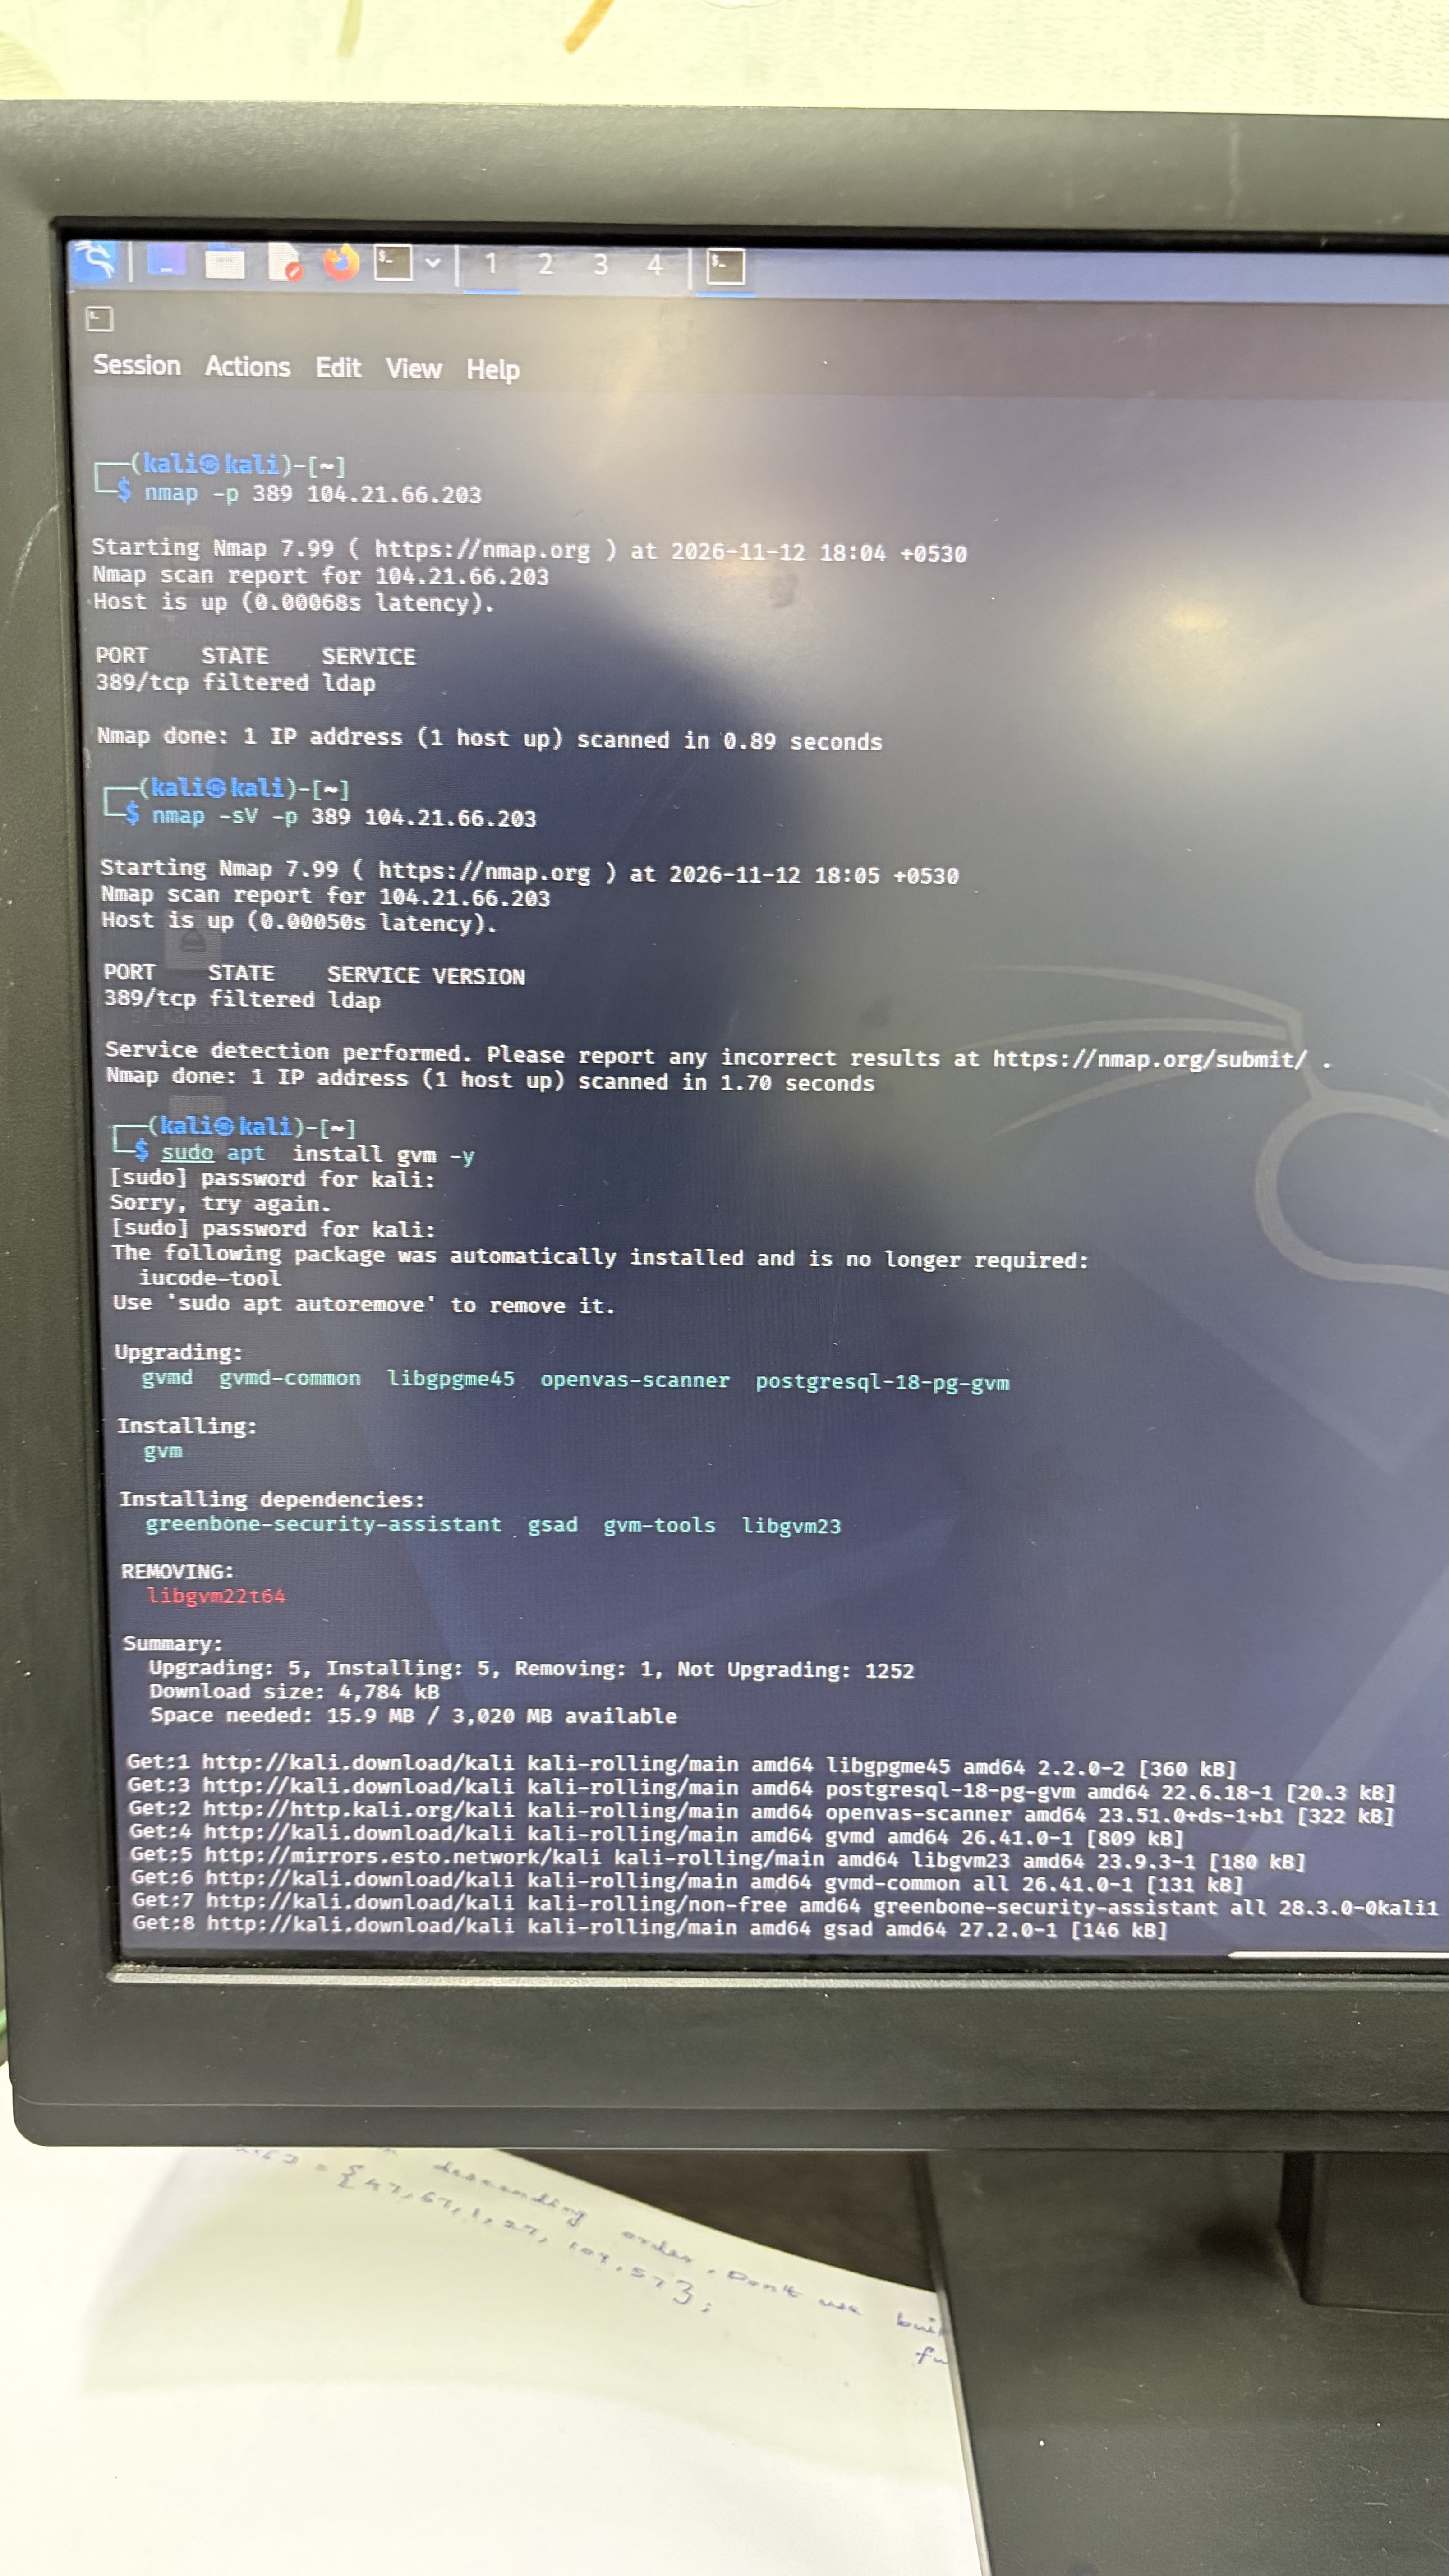 1 2 3 4
Session Actions Edit View Help
(kali㉿kali)-[~]
$ nmap -p 389 104.21.66.203
Starting Nmap 7.99 ( https://nmap.org ) at 2026-11-12 18:04 +0530
Nmap scan report for 104.21.66.203
Host is up (0.00068s latency).
PORT STATE SERVICE
389/tcp filtered ldap
Nmap done: 1 IP address (1 host up) scanned in 0.89 seconds
(kali㉿kali)-[~]
$ nmap -sV -p 389 104.21.66.203
Starting Nmap 7.99 ( https://nmap.org ) at 2026-11-12 18:05 +0530
Nmap scan report for 104.21.66.203
Host is up (0.00050s latency).
PORT STATE SERVICE VERSION
389/tcp filtered ldap
Service detection performed. Please report any incorrect results at https://nmap.org/submit/ .
Nmap done: 1 IP address (1 host up) scanned in 1.70 seconds
(kali㉿kali)-[~]
$ sudo apt install gvm -y
[sudo] password for kali:
Sorry, try again.
[sudo] password for kali:
The following package was automatically installed and is no longer required:
iucode-tool
Use 'sudo apt autoremove' to remove it.
Upgrading:
gvmd gvmd-common libgpgme45 openvas-scanner postgresql-18-pg-gvm
Installing:
gvm
Installing dependencies:
greenbone-security-assistant gsad gvm-tools libgvm23
REMOVING:
libgvm22t64
Summary:
Upgrading: 5, Installing: 5, Removing: 1, Not Upgrading: 1252
Download size: 4,784 kB
Space needed: 15.9 MB / 3,020 MB available
Get:1 http://kali.download/kali kali-rolling/main amd64 libgpgme45 amd64 2.2.0-2 [360 kB]
Get:3 http://kali.download/kali kali-rolling/main amd64 postgresql-18-pg-gvm amd64 22.6.18-1 [20.3 kB]
Get:2 http://http.kali.org/kali kali-rolling/main amd64 openvas-scanner amd64 23.51.0+ds-1+b1 [322 kB]
Get:4 http://kali.download/kali kali-rolling/main amd64 gvmd amd64 26.41.0-1 [809 kB]
Get:5 http://mirrors.esto.network/kali kali-rolling/main amd64 libgvm23 amd64 23.9.3-1 [180 kB]
Get:6 http://kali.download/kali kali-rolling/main amd64 gvmd-common all 26.41.0-1 [131 kB]
Get:7 http://kali.download/kali kali-rolling/non-free amd64 greenbone-security-assistant all 28.3.0-0kali1
Get:8 http://kali.download/kali kali-rolling/main amd64 gsad amd64 27.2.0-1 [146 kB]
descending order, Don't use